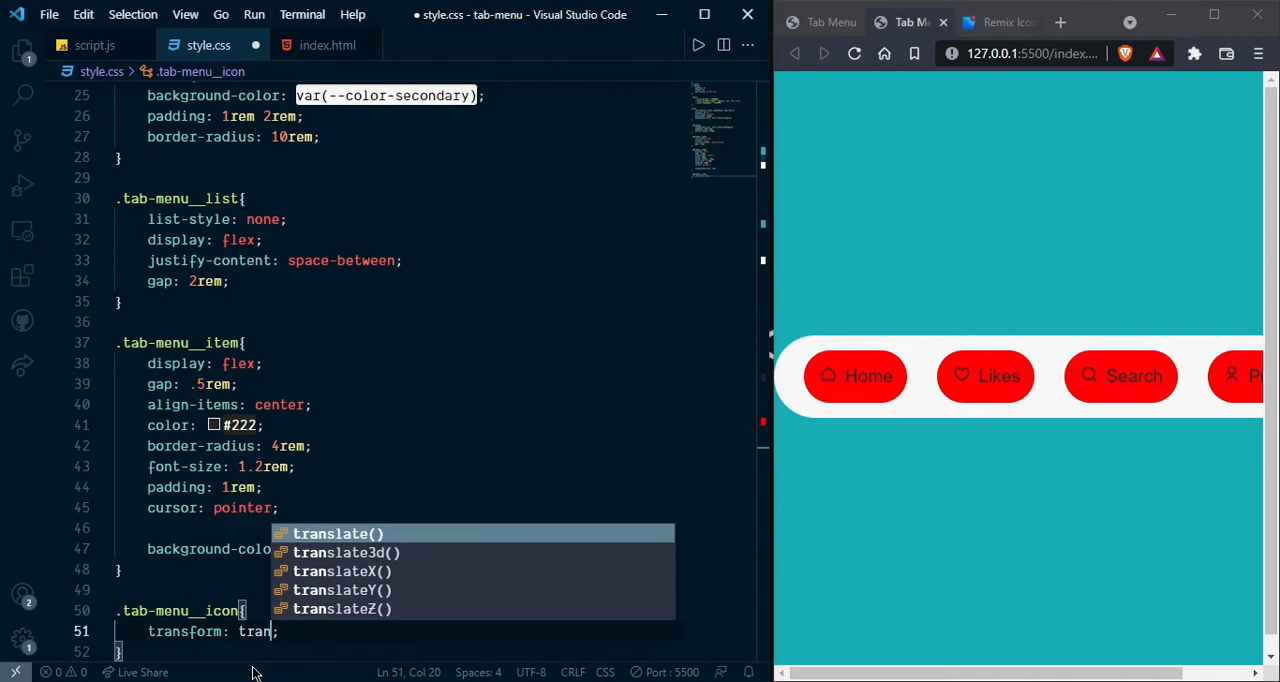 File Edit Selection View Go Run Terminal Help ● style.css - tab-menu - Visual Studio Code
script.js style.css ● index.html
style.css > .tab-menu__icon
25 background-color: var(--color-secondary);
26 padding: 1rem 2rem;
27 border-radius: 10rem;
28 }
29
30 .tab-menu__list{
31 list-style: none;
32 display: flex;
33 justify-content: space-between;
34 gap: 2rem;
35 }
36
37 .tab-menu__item{
38 display: flex;
39 gap: .5rem;
40 align-items: center;
41 color: #222;
42 border-radius: 4rem;
43 font-size: 1.2rem;
44 padding: 1rem;
45 cursor: pointer;
46
47 background-colo
48 }
49
50 .tab-menu__icon{
51 transform: tran;
52 }
translate()
translate3d()
translateX()
translateY()
translateZ()
1
2
1
0 0 Live Share Ln 51, Col 20 Spaces: 4 UTF-8 CRLF CSS Port : 5500
Tab Menu Tab M Remix Ico
127.0.0.1:5500/index....
Home Likes Search P